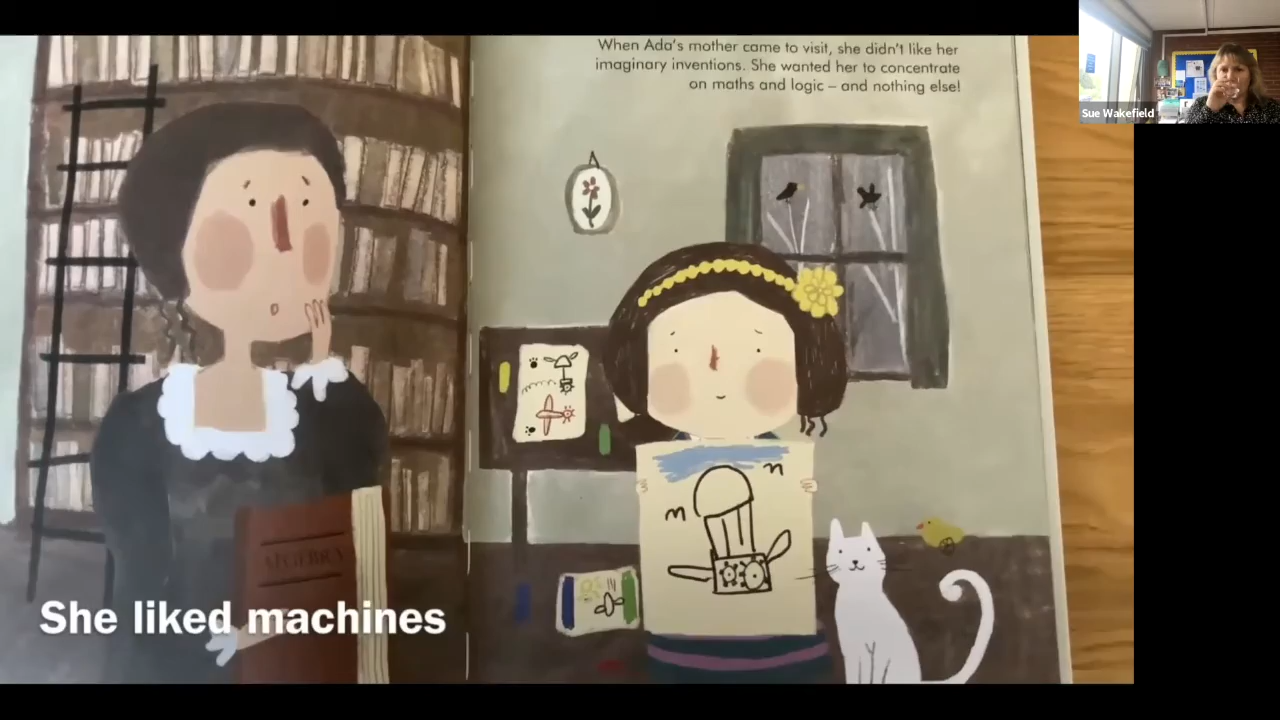 When Ada's mother came to visit, she didn't like her
imaginary inventions. She wanted her to concentrate
on maths and logic – and nothing else!
Sue Wakefield
ALGEBRA
She liked machines